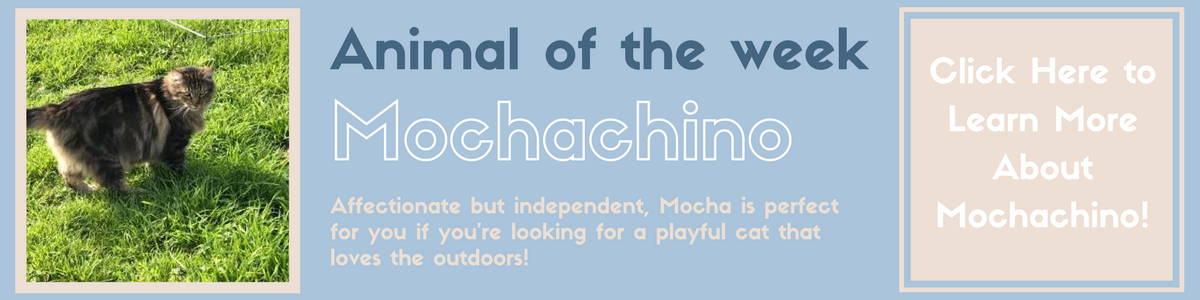 Animal of the week
Mochachino
Affectionate but independent, Mocha is perfect
for you if you're looking for a playful cat that
loves the outdoors!
Click Here to
Learn More
About
Mochachino!